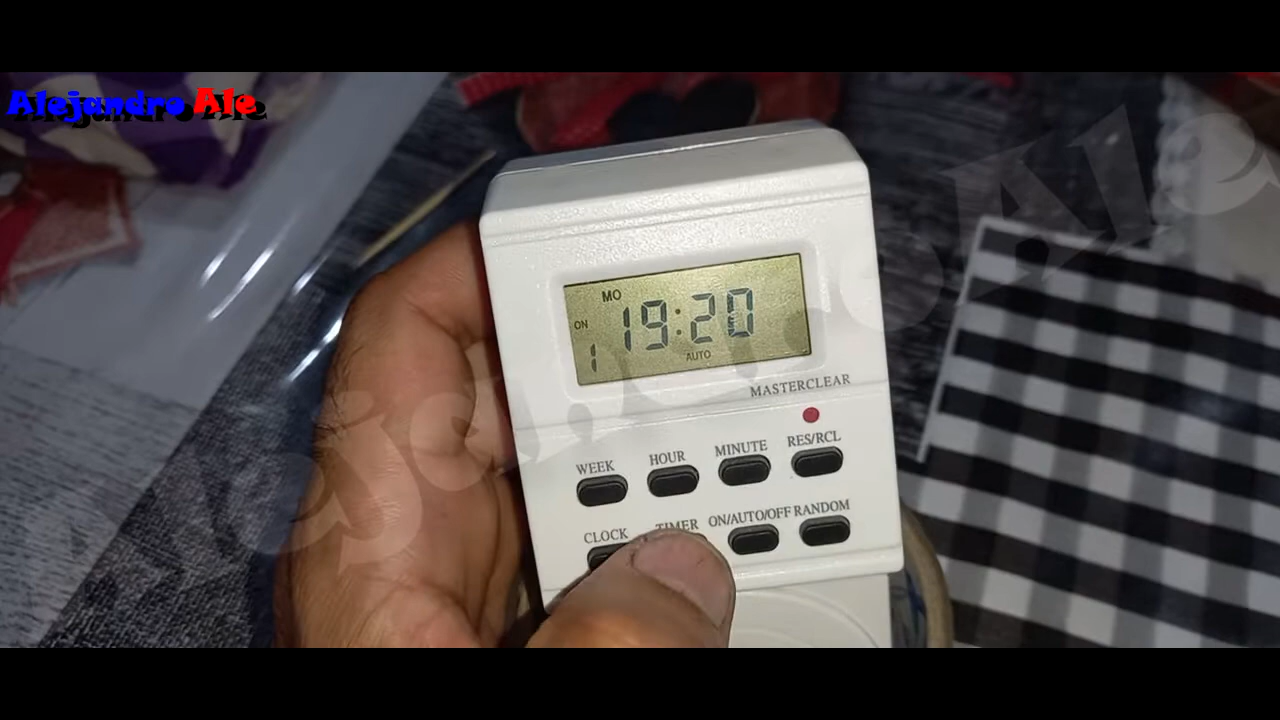 Alejandro Ale
MO
ON
19:20
1
AUTO
MASTERCLEAR
WEEK HOUR MINUTE RES/RCL
CLOCK TIMER ON/AUTO/OFF RANDOM